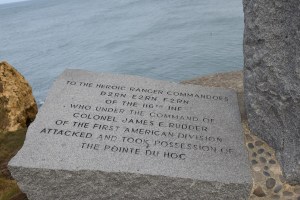 TO THE HEROIC RANGER COMMANDOES
D2RN E2RN F2RN
OF THE 116TH INF
WHO UNDER THE COMMAND OF
COLONEL JAMES E. RUDDER
OF THE FIRST AMERICAN DIVISION
ATTACKED AND TOOK POSSESSION OF
THE POINTE DU HOC